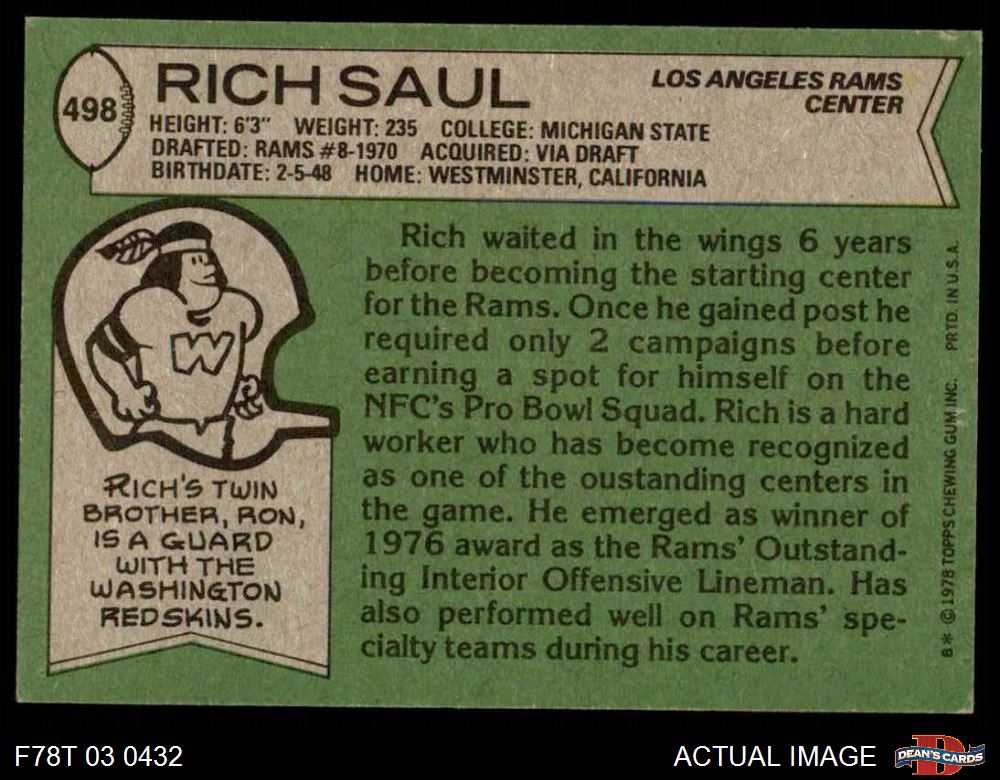 498
RICH SAUL
LOS ANGELES RAMS
CENTER
HEIGHT: 6'3" WEIGHT: 235 COLLEGE: MICHIGAN STATE
DRAFTED: RAMS #8-1970 ACQUIRED: VIA DRAFT
BIRTHDATE: 2-5-48 HOME: WESTMINSTER, CALIFORNIA
W
RICH'S TWIN
BROTHER, RON,
IS A GUARD
WITH THE
WASHINGTON
REDSKINS.
Rich waited in the wings 6 years
before becoming the starting center
for the Rams. Once he gained post he
required only 2 campaigns before
earning a spot for himself on the
NFC's Pro Bowl Squad. Rich is a hard
worker who has become recognized
as one of the oustanding centers in
the game. He emerged as winner of
1976 award as the Rams' Outstand-
ing Interior Offensive Lineman. Has
also performed well on Rams' spe-
cialty teams during his career.
B* ©1978 TOPPS CHEWING GUM INC. PRTD. IN U.S.A.
F78T 03 0432
ACTUAL IMAGE
D
DEAN'S CARDS